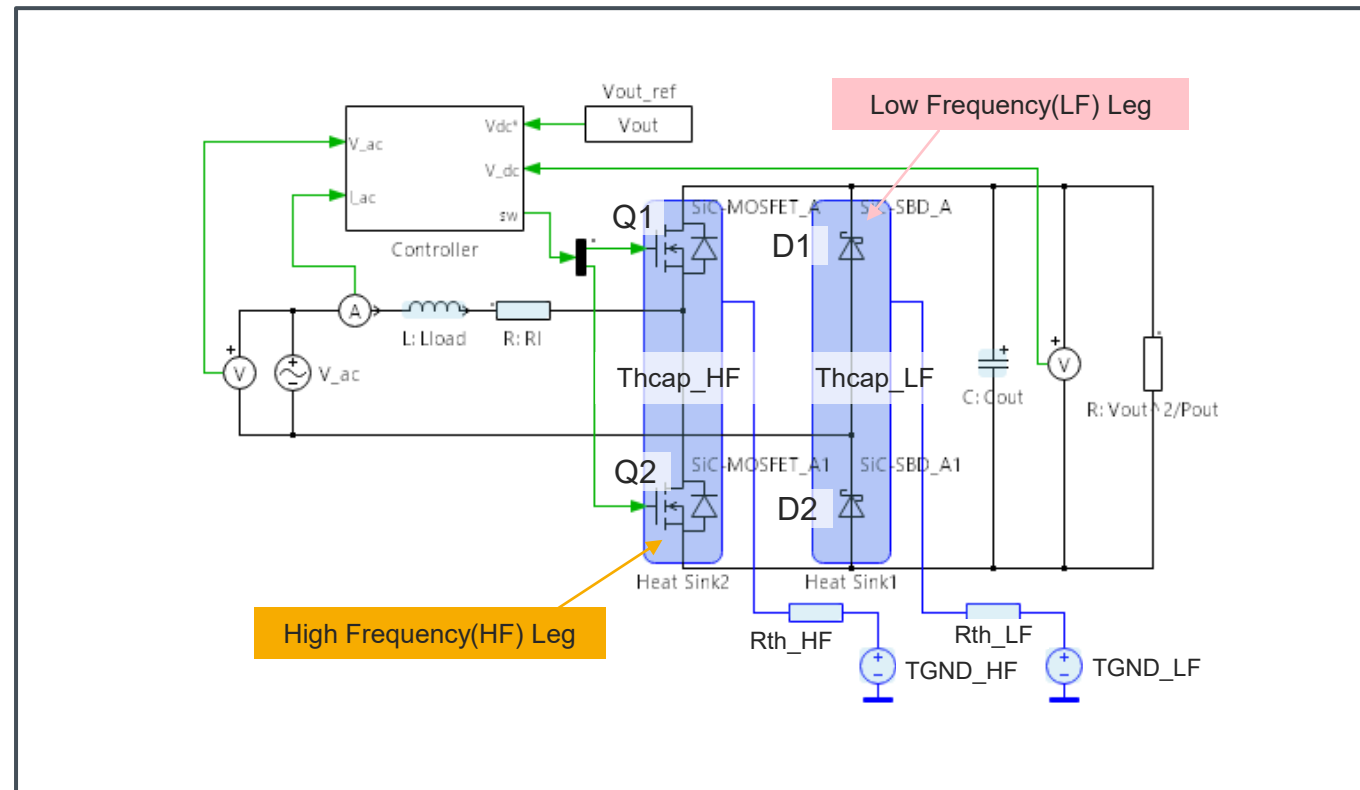 Vout_ref
Vout
Low Frequency(LF) Leg
V_ac
I_ac
Vdc*
V_dc
sw
Controller
Q1
SiC-MOSFET_A
D1
SiC-SBD_A
A
L: Lload
R: Rl
V
V_ac
Thcap_HF
Thcap_LF
C: Cout
V
R: Vout^2/Pout
Q2
SiC-MOSFET_A1
D2
SiC-SBD_A1
Heat Sink2
Heat Sink1
High Frequency(HF) Leg
Rth_HF
Rth_LF
TGND_HF
TGND_LF